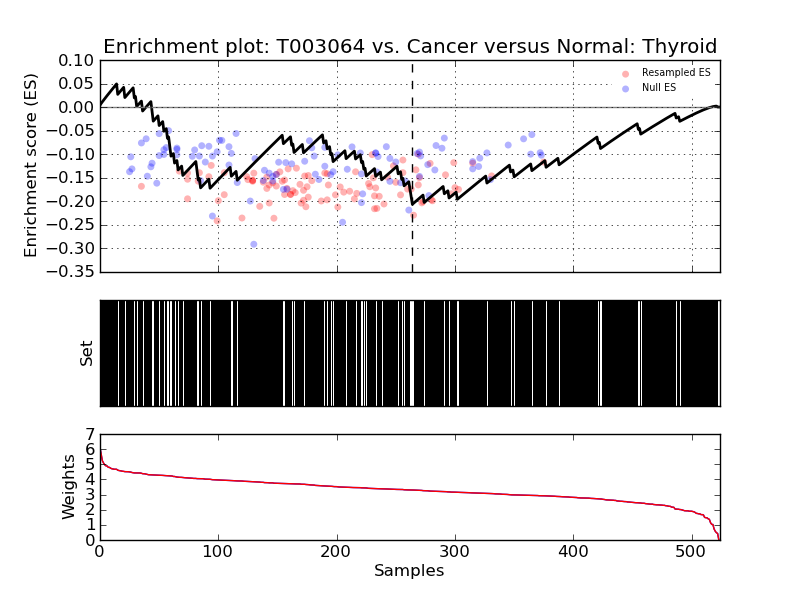 Enrichment plot: T003064 vs. Cancer versus Normal: Thyroid
0.10
0.05
0.00
−0.05
−0.10
−0.15
−0.20
−0.25
−0.30
−0.35
Enrichment score (ES)
Resampled ES
Null ES
Set
7
6
5
4
3
2
1
0
Weights
0 100 200 300 400 500
Samples